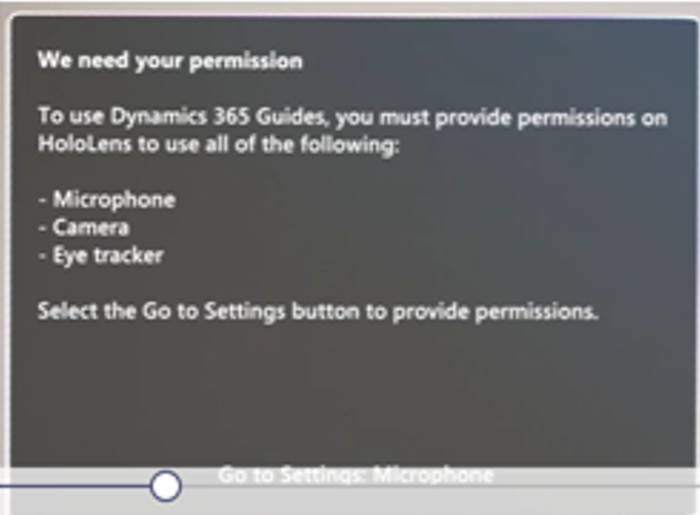 We need your permission
To use Dynamics 365 Guides, you must provide permissions on
HoloLens to use all of the following:
- Microphone
- Camera
- Eye tracker
Select the Go to Settings button to provide permissions.
Go to Settings: Microphone